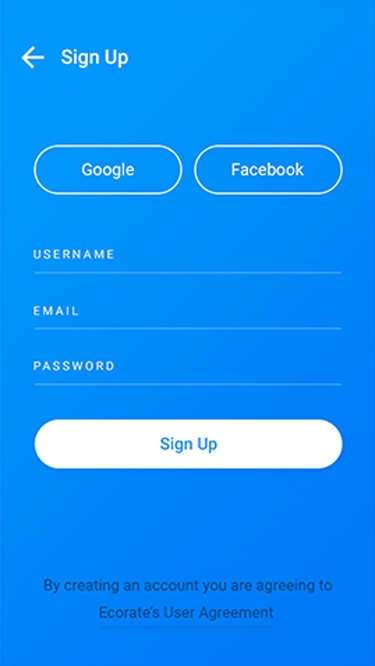 Sign Up
Google
Facebook
USERNAME
EMAIL
PASSWORD
Sign Up
By creating an account you are agreeing to
Ecorate's User Agreement